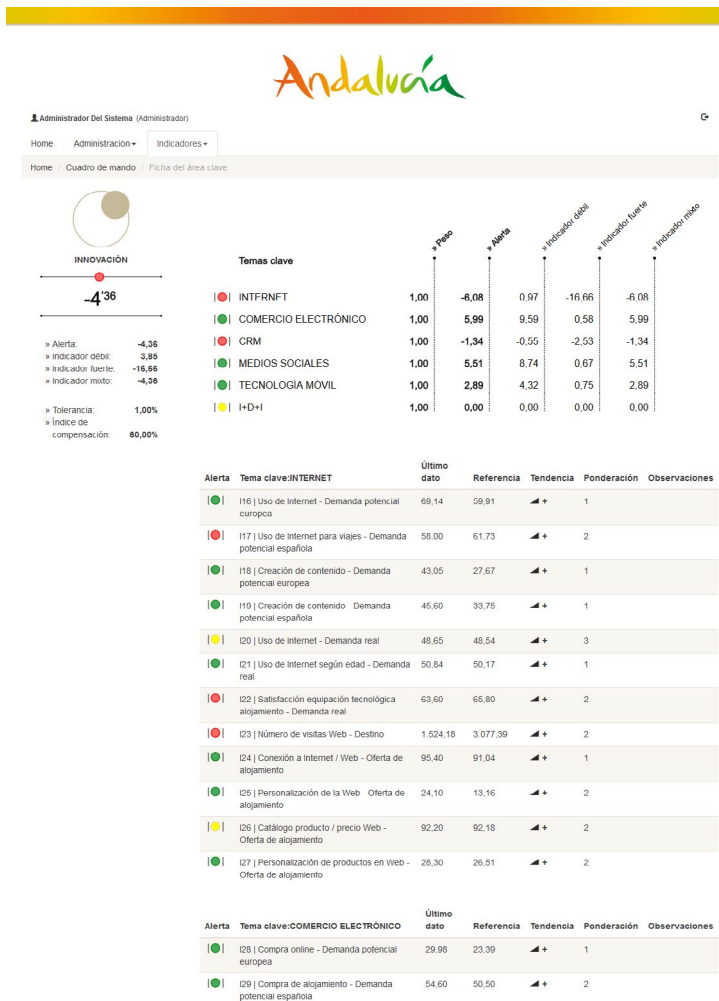 Andalucía
Administrador Del Sistema (Administrador)
Home Administración Indicadores
Home / Cuadro de mando / Ficha del área clave
INNOVACIÓN
-4'36
» Alerta: -4,36
» Indicador débil: 3,85
» Indicador fuerte: -16,66
» Indicador mixto: -4,36
» Tolerancia: 1,00%
» Índice de
compensación: 60,00%
Temas clave » Peso » Alerta » Indicador débil » Indicador fuerte » Indicador mixto
INTERNET 1,00 -6,08 0,97 -16,66 -6,08
COMERCIO ELECTRÓNICO 1,00 5,99 9,59 0,58 5,99
CRM 1,00 -1,34 -0,55 -2,53 -1,34
MEDIOS SOCIALES 1,00 5,51 8,74 0,67 5,51
TECNOLOGÍA MÓVIL 1,00 2,89 4,32 0,75 2,89
I+D+I 1,00 0,00 0,00 0,00 0,00
Último
Alerta Tema clave:INTERNET dato Referencia Tendencia Ponderación Observaciones
I16 | Uso de Internet - Demanda potencial 69,14 59,91 + 1
europea
I17 | Uso de Internet para viajes - Demanda 58,00 61,73 + 2
potencial española
I18 | Creación de contenido - Demanda 43,05 27,67 + 1
potencial europea
I19 | Creación de contenido Demanda 45,60 33,75 + 1
potencial española
I20 | Uso de Internet - Demanda real 48,65 48,54 + 3
I21 | Uso de Internet según edad - Demanda 50,84 50,17 + 1
real
I22 | Satisfacción equipación tecnológica 63,60 65,80 + 2
alojamiento - Demanda real
I23 | Número de visitas Web - Destino 1.524,18 3.077,39 + 2
I24 | Conexión a Internet / Web - Oferta de 95,40 91,04 + 1
alojamiento
I25 | Personalización de la Web Oferta de 24,10 13,16 + 2
alojamiento
I26 | Catálogo producto / precio Web - 92,20 92,18 + 2
Oferta de alojamiento
I27 | Personalización de productos en Web - 28,30 26,51 + 2
Oferta de alojamiento
Último
Alerta Tema clave:COMERCIO ELECTRÓNICO dato Referencia Tendencia Ponderación Observaciones
I28 | Compra online - Demanda potencial 29,98 23,39 + 1
europea
I29 | Compra de alojamiento - Demanda 54,60 50,50 + 2
potencial española